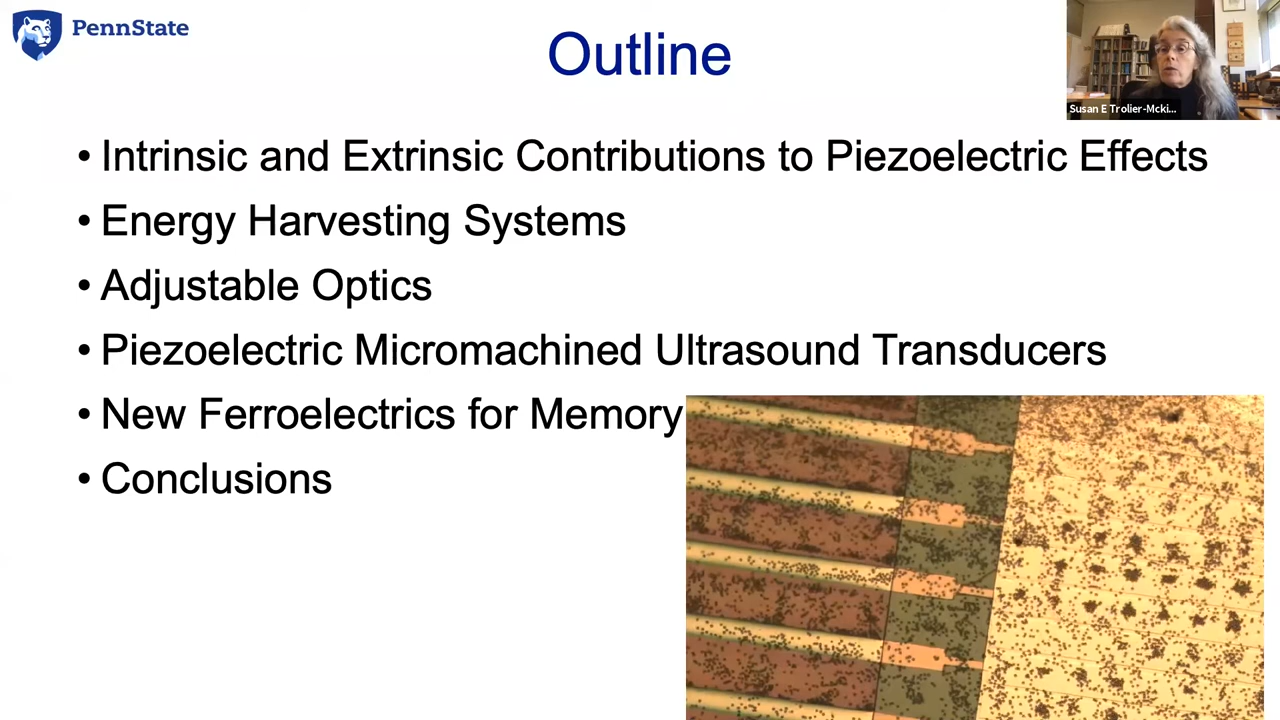 PennState
Outline
Susan E Trolier-Mcki...
• Intrinsic and Extrinsic Contributions to Piezoelectric Effects
• Energy Harvesting Systems
• Adjustable Optics
• Piezoelectric Micromachined Ultrasound Transducers
• New Ferroelectrics for Memory
• Conclusions